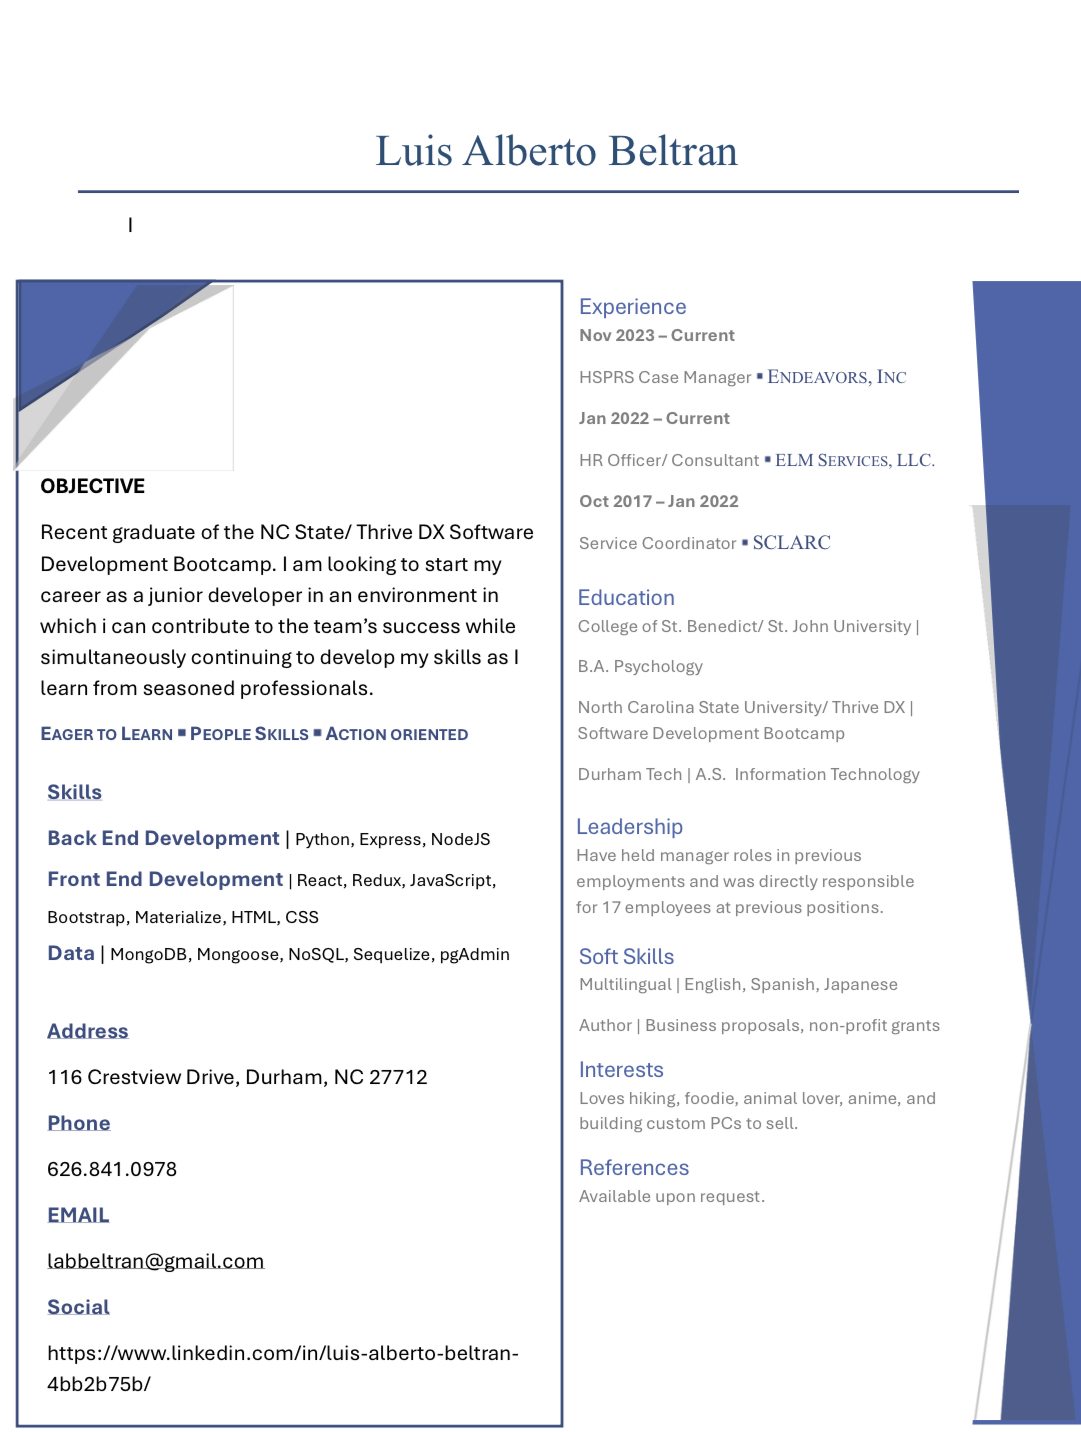 Luis Alberto Beltran
I
OBJECTIVE
Recent graduate of the NC State/ Thrive DX Software
Development Bootcamp. I am looking to start my
career as a junior developer in an environment in
which i can contribute to the team’s success while
simultaneously continuing to develop my skills as I
learn from seasoned professionals.
EAGER TO LEARN ▪ PEOPLE SKILLS ▪ ACTION ORIENTED
Skills
Back End Development | Python, Express, NodeJS
Front End Development | React, Redux, JavaScript,
Bootstrap, Materialize, HTML, CSS
Data | MongoDB, Mongoose, NoSQL, Sequelize, pgAdmin
Address
116 Crestview Drive, Durham, NC 27712
Phone
626.841.0978
EMAIL
labbeltran@gmail.com
Social
https://www.linkedin.com/in/luis-alberto-beltran-
4bb2b75b/
Experience
Nov 2023 – Current
HSPRS Case Manager ▪ ENDEAVORS, INC
Jan 2022 – Current
HR Officer/ Consultant ▪ ELM SERVICES, LLC.
Oct 2017 – Jan 2022
Service Coordinator ▪ SCLARC
Education
College of St. Benedict/ St. John University |
B.A. Psychology
North Carolina State University/ Thrive DX |
Software Development Bootcamp
Durham Tech | A.S. Information Technology
Leadership
Have held manager roles in previous
employments and was directly responsible
for 17 employees at previous positions.
Soft Skills
Multilingual | English, Spanish, Japanese
Author | Business proposals, non-profit grants
Interests
Loves hiking, foodie, animal lover, anime, and
building custom PCs to sell.
References
Available upon request.